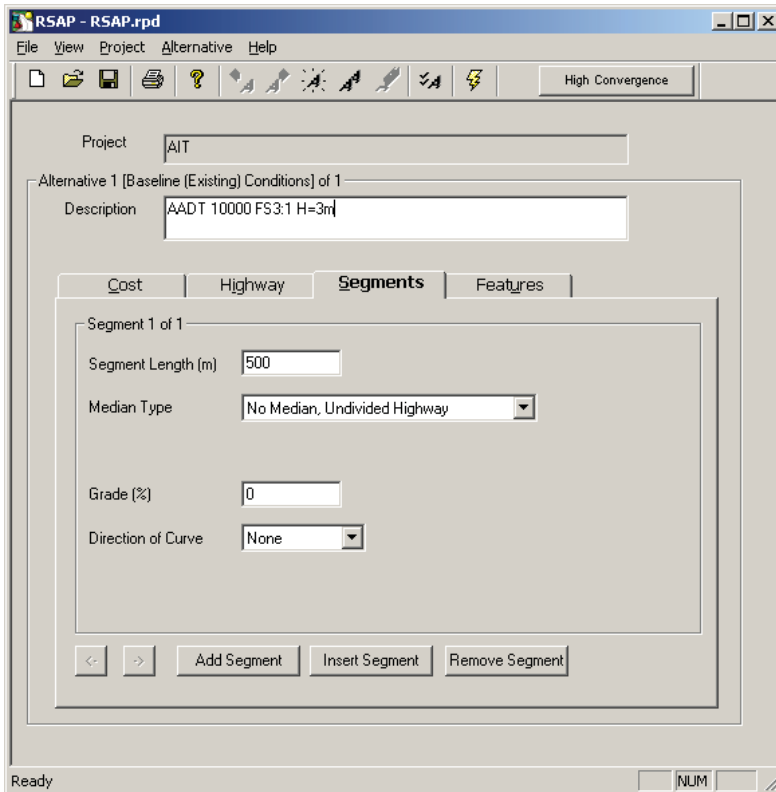 RSAP - RSAP.rpd
File View Project Alternative Help
High Convergence
Project AIT
Alternative 1 [Baseline (Existing) Conditions] of 1
Description AADT 10000 FS3:1 H=3m
Cost Highway Segments Features
Segment 1 of 1
Segment Length (m) 500
Median Type No Median, Undivided Highway
Grade (%) 0
Direction of Curve None
<- -> Add Segment Insert Segment Remove Segment
Ready NUM